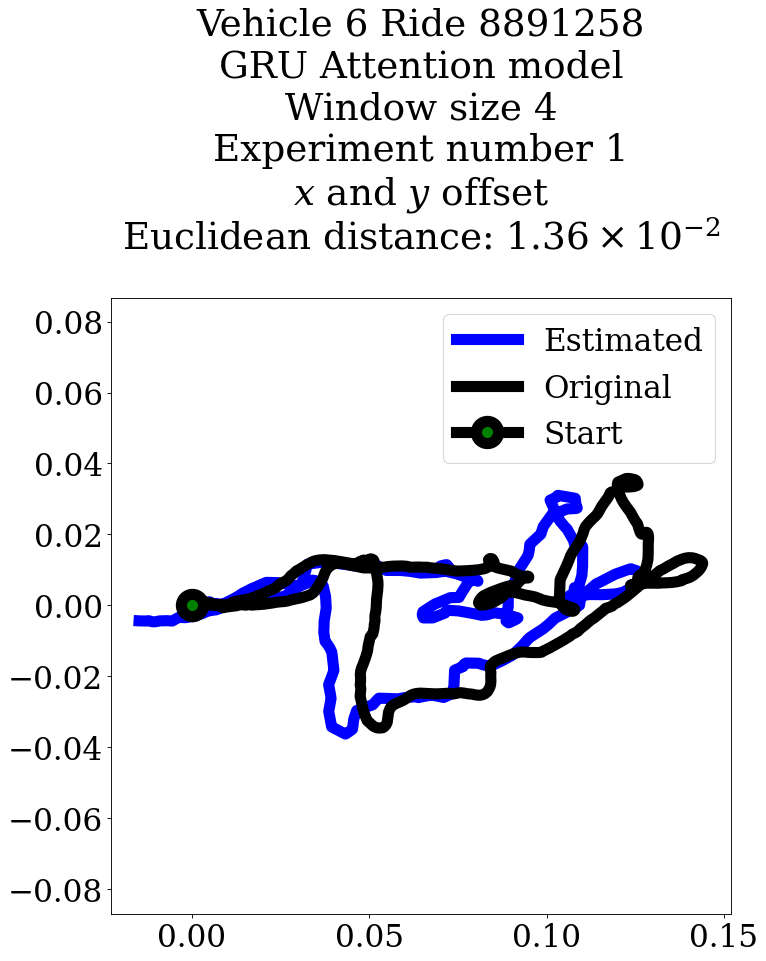 Vehicle 6 Ride 8891258
GRU Attention model
Window size 4
Experiment number 1
x and y offset
Euclidean distance: 1.36 × 10⁻²
Estimated
Original
Start
0.08
0.06
0.04
0.02
0.00
−0.02
−0.04
−0.06
−0.08
0.00 0.05 0.10 0.15